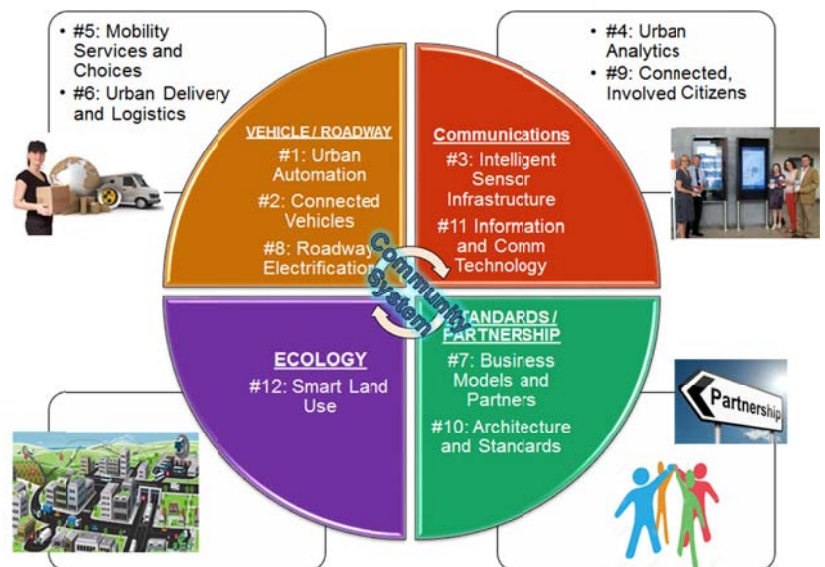 • #5: Mobility
Services and
Choices
• #6: Urban Delivery
and Logistics
• #4: Urban
Analytics
• #9: Connected,
Involved Citizens
VEHICLE / ROADWAY
#1: Urban
Automation
#2: Connected
Vehicles
#8: Roadway
Electrification
Communications
#3: Intelligent
Sensor
Infrastructure
#11 Information
and Comm
Technology
Community
System
ECOLOGY
#12: Smart Land
Use
STANDARDS /
PARTNERSHIP
#7: Business
Models and
Partners
#10: Architecture
and Standards
Partnership